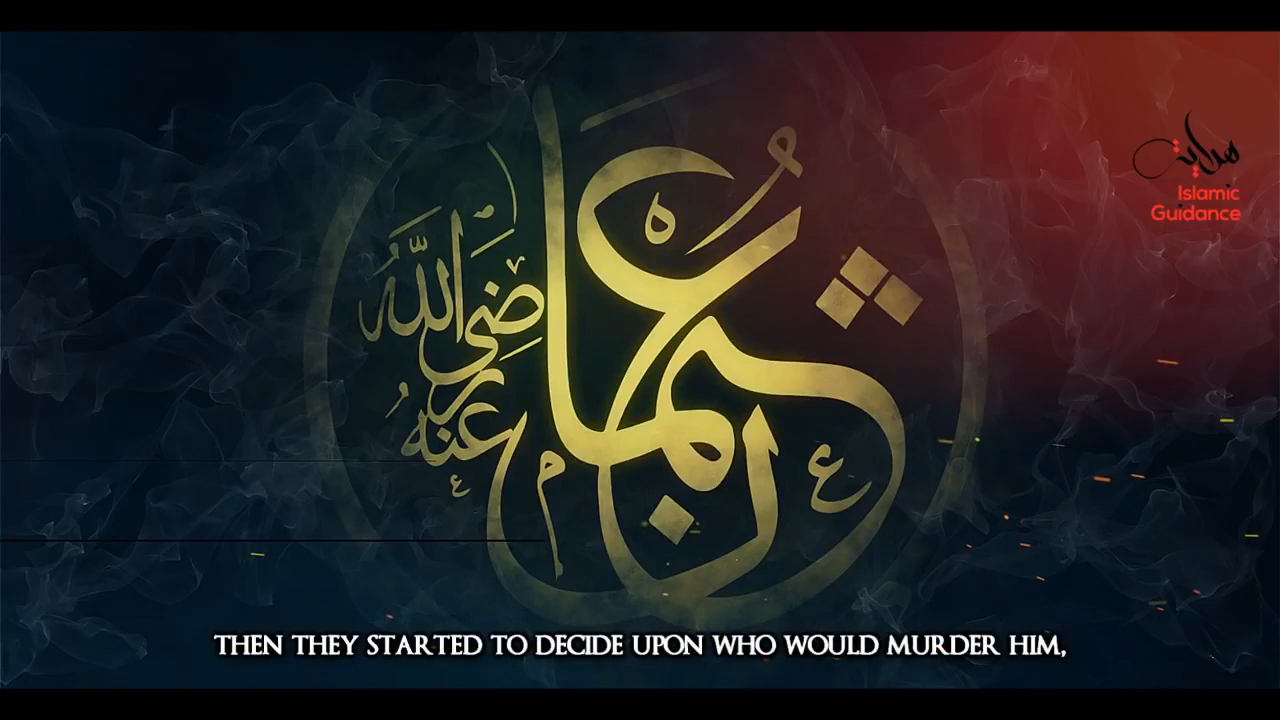 هداية
Islamic
Guidance
عثمان
رضي الله
عنه
THEN THEY STARTED TO DECIDE UPON WHO WOULD MURDER HIM,